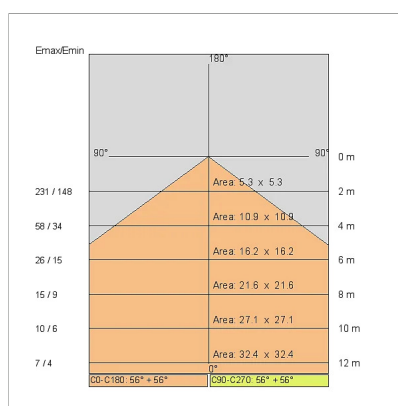 Emax/Emin
180°
90° 90° 0 m
Area: 5.3 x 5.3
231 / 148 2 m
Area: 10.9 x 10.9
58 / 34 4 m
Area: 16.2 x 16.2
26 / 15 6 m
Area: 21.6 x 21.6
15 / 9 8 m
Area: 27.1 x 27.1
10 / 6 10 m
Area: 32.4 x 32.4
7 / 4 0° 12 m
C0-C180: 56° + 56° C90-C270: 56° + 56°